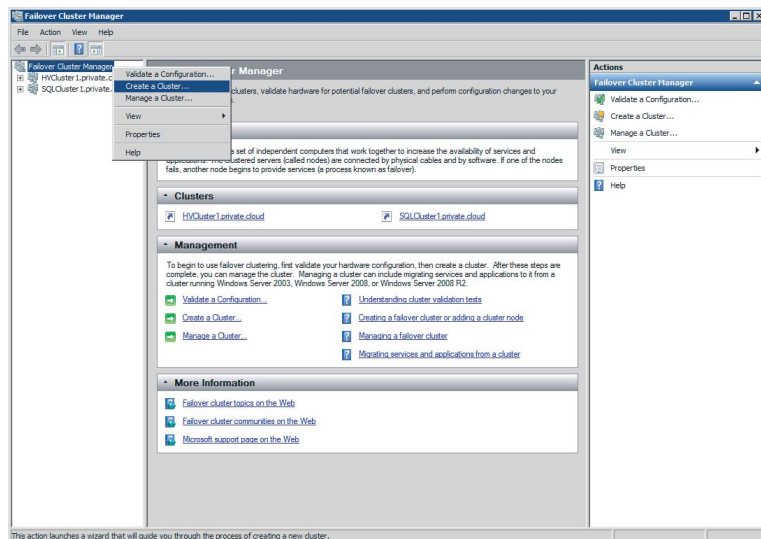 Failover Cluster Manager
File Action View Help
Failover Cluster Manager
HVCluster1.private.c
SQLCluster1.private.
Validate a Configuration...
Create a Cluster...
Manage a Cluster...
View
Properties
Help
r Manager
clusters, validate hardware for potential failover clusters, and perform configuration changes to your
a set of independent computers that work together to increase the availability of services and
applications. The clustered servers (called nodes) are connected by physical cables and by software. If one of the nodes
fails, another node begins to provide services (a process known as failover).
Clusters
HVCluster1.private.cloud
SQLCluster1.private.cloud
Management
To begin to use failover clustering, first validate your hardware configuration, then create a cluster. After these steps are
complete, you can manage the cluster. Managing a cluster can include migrating services and applications to it from a
cluster running Windows Server 2003, Windows Server 2008, or Windows Server 2008 R2.
Validate a Configuration...
Understanding cluster validation tests
Create a Cluster...
Creating a failover cluster or adding a cluster node
Manage a Cluster...
Managing a failover cluster
Migrating services and applications from a cluster
More Information
Failover cluster topics on the Web
Failover cluster communities on the Web
Microsoft support page on the Web
Actions
Failover Cluster Manager
Validate a Configuration...
Create a Cluster...
Manage a Cluster...
View
Properties
Help
This action launches a wizard that will guide you through the process of creating a new cluster.